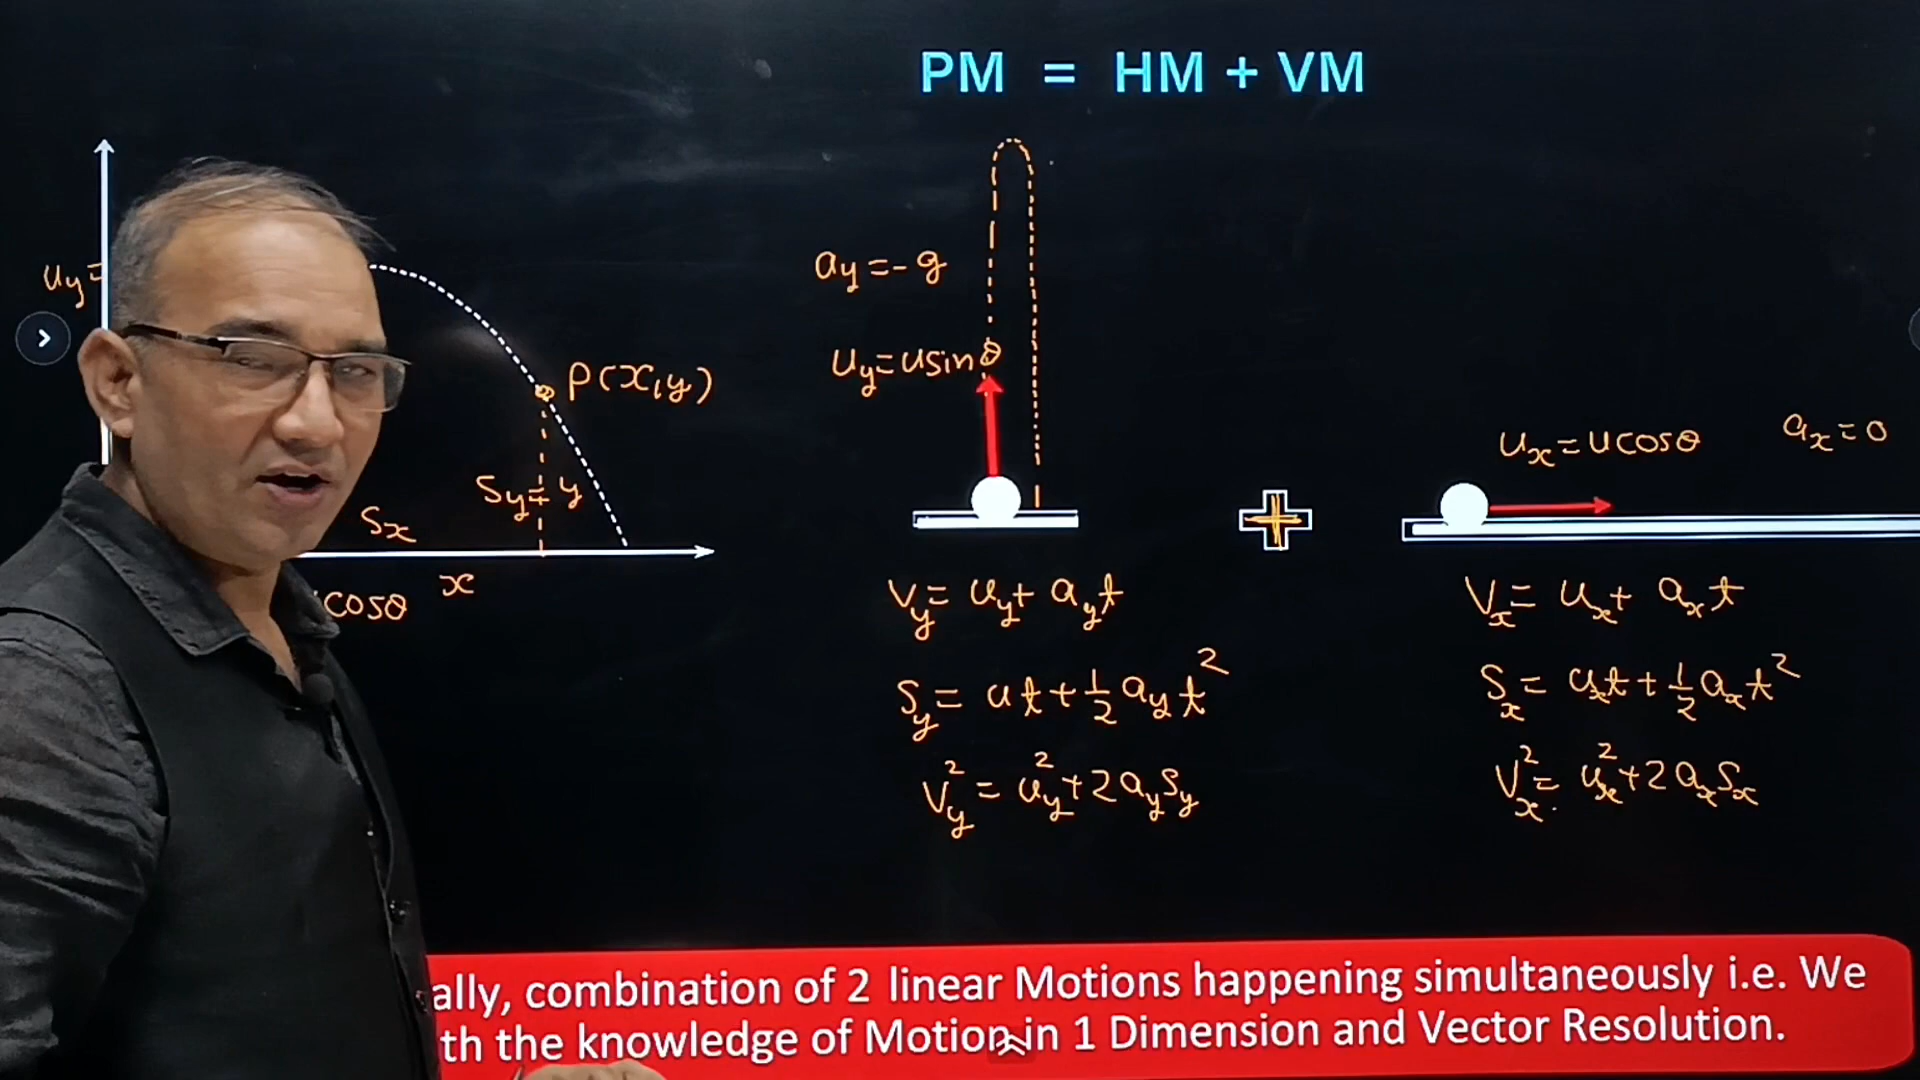 PM = HM + VM
uy=
ay=-g
uy=usinθ
P(x,y)
Sy=y
Sx
x
cosθ
ux=ucosθ
ax=0
+
Vy= uy+ayt
Sy= ut+½ayt²
Vy²= uy²+2aySy
Vx= ux+axt
Sx= uxt+½axt²
Vx²= ux²+2axSx
ally, combination of 2 linear Motions happening simultaneously i.e. We
th the knowledge of Motion in 1 Dimension and Vector Resolution.